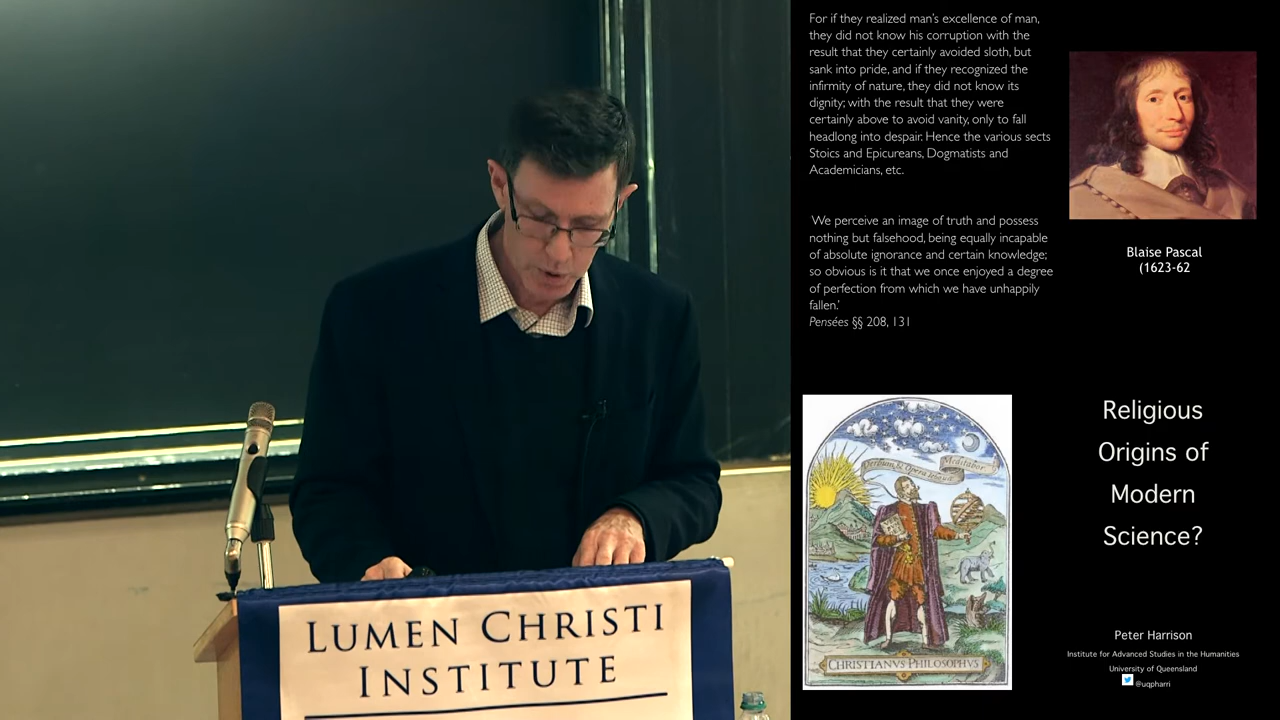 For if they realized man's excellence of man,
they did not know his corruption with the
result that they certainly avoided sloth, but
sank into pride, and if they recognized the
infirmity of nature, they did not know its
dignity; with the result that they were
certainly above to avoid vanity, only to fall
headlong into despair. Hence the various sects
Stoics and Epicureans, Dogmatists and
Academicians, etc.
'We perceive an image of truth and possess
nothing but falsehood, being equally incapable
of absolute ignorance and certain knowledge;
so obvious is it that we once enjoyed a degree
of perfection from which we have unhappily
fallen.'
Pensées §§ 208, 131
Blaise Pascal
(1623-62
Religious
Origins of
Modern
Science?
Meditabor
CHRISTIANVS PHILOSOPHVS
Peter Harrison
Institute for Advanced Studies in the Humanities
University of Queensland
@uqpharri
LUMEN CHRISTI
INSTITUTE